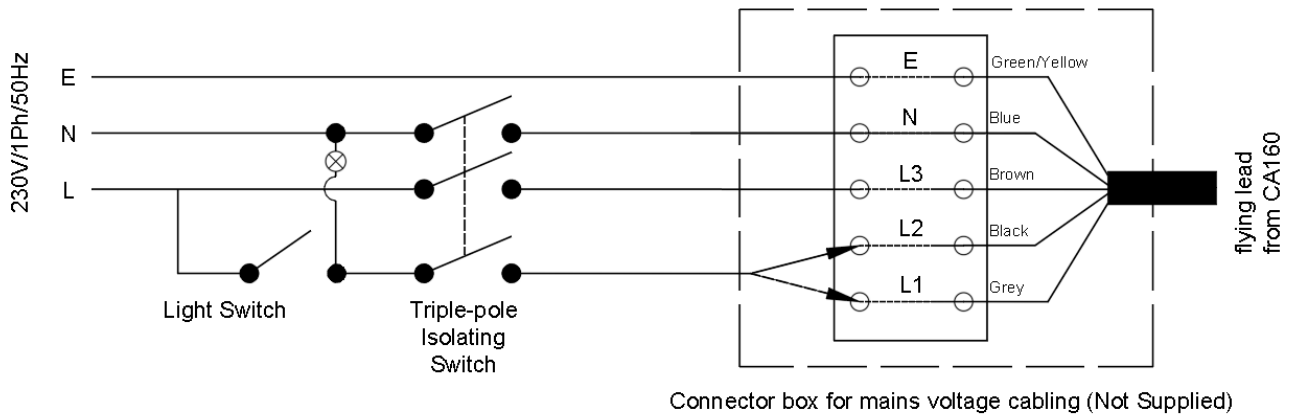 230V/1Ph/50Hz
E
N
L
Light Switch
Triple-pole
Isolating
Switch
E
N
L3
L2
L1
Green/Yellow
Blue
Brown
Black
Grey
flying lead
from CA160
Connector box for mains voltage cabling (Not Supplied)